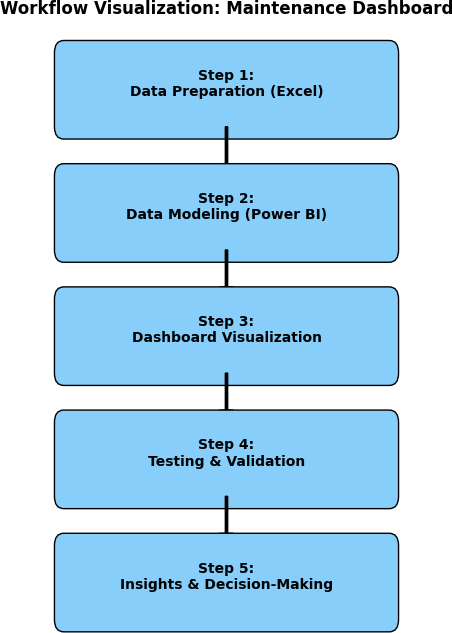 Workflow Visualization: Maintenance Dashboard
Step 1:
Data Preparation (Excel)
Step 2:
Data Modeling (Power BI)
Step 3:
Dashboard Visualization
Step 4:
Testing & Validation
Step 5:
Insights & Decision-Making